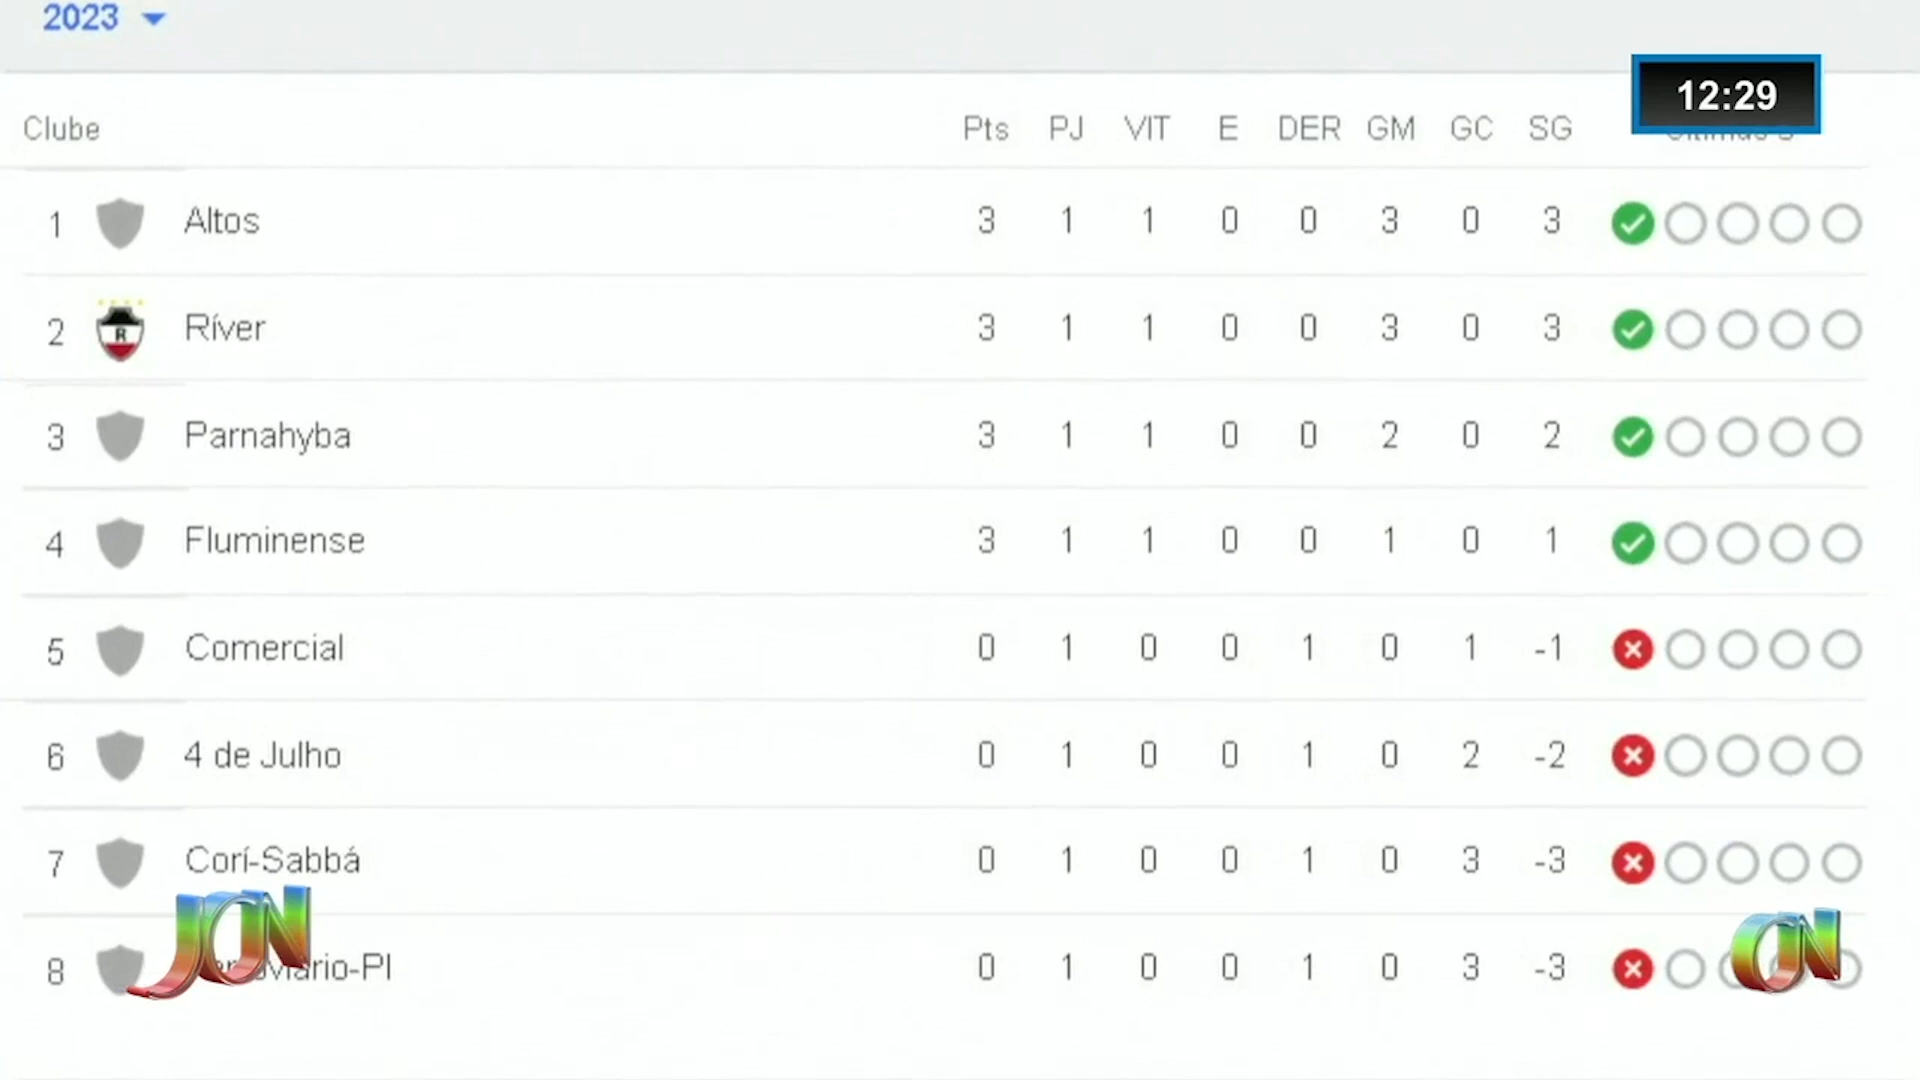 2023
12:29
Clube Pts PJ VIT E DER GM GC SG
1 Altos 3 1 1 0 0 3 0 3
2 R Ríver 3 1 1 0 0 3 0 3
3 Parnahyba 3 1 1 0 0 2 0 2
4 Fluminense 3 1 1 0 0 1 0 1
5 Comercial 0 1 0 0 1 0 1 -1
6 4 de Julho 0 1 0 0 1 0 2 -2
7 Corí-Sabbá 0 1 0 0 1 0 3 -3
8 0 1 0 0 1 0 3 -3
JCN
CN